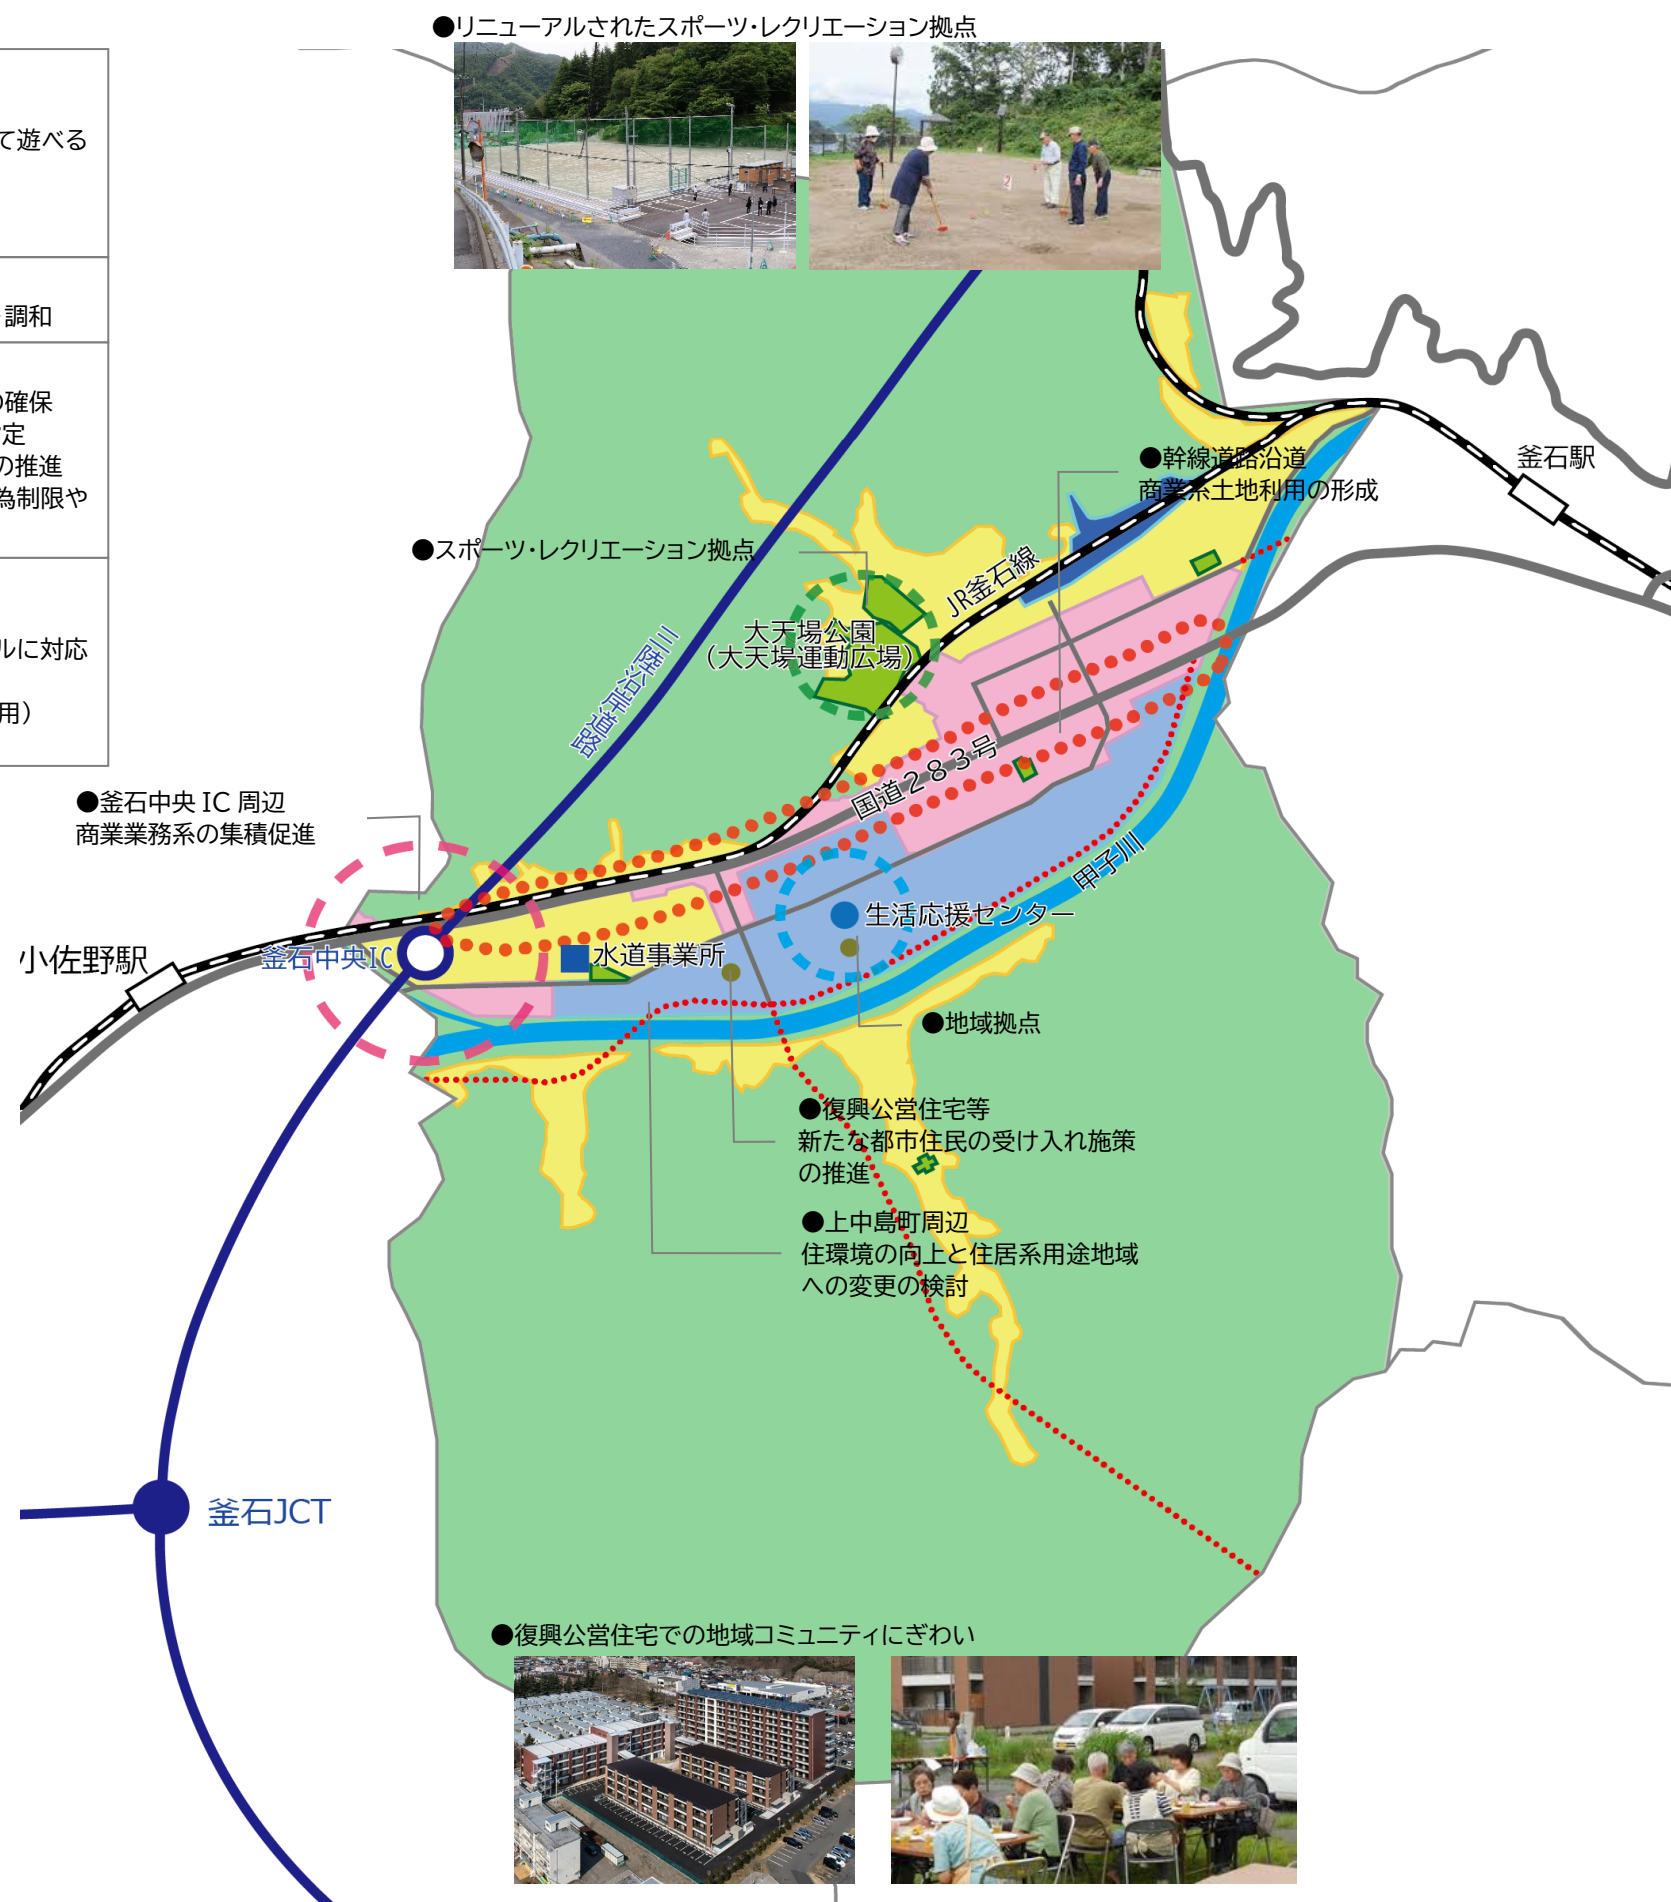 ●リニューアルされたスポーツ・レクリエーション拠点
て遊べる
調和
の確保
定
の推進
為制限や
ルに対応
用）
釜石駅
●幹線道路沿道
商業系土地利用の形成
●スポーツ・レクリエーション拠点
JR釜石線
大天場公園
（大天場運動広場）
三陸沿岸道路
国道２８３号
●釜石中央 IC 周辺
商業業務系の集積促進
甲子川
生活応援センター
小佐野駅
釜石中央IC
水道事業所
●地域拠点
●復興公営住宅等
新たな都市住民の受け入れ施策
の推進
●上中島町周辺
住環境の向上と住居系用途地域
への変更の検討
釜石JCT
●復興公営住宅での地域コミュニティにぎわい